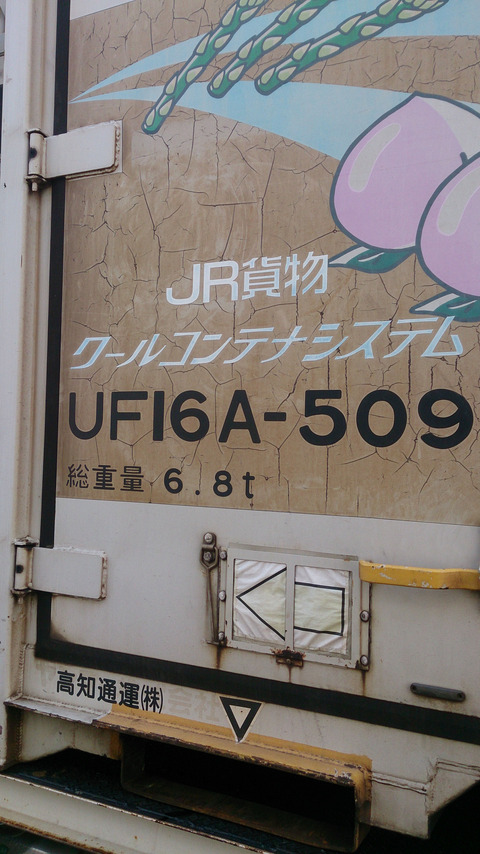 JR貨物
クールコンテナシステム
UF16A-509
総重量 6.8t
高知通運㈱